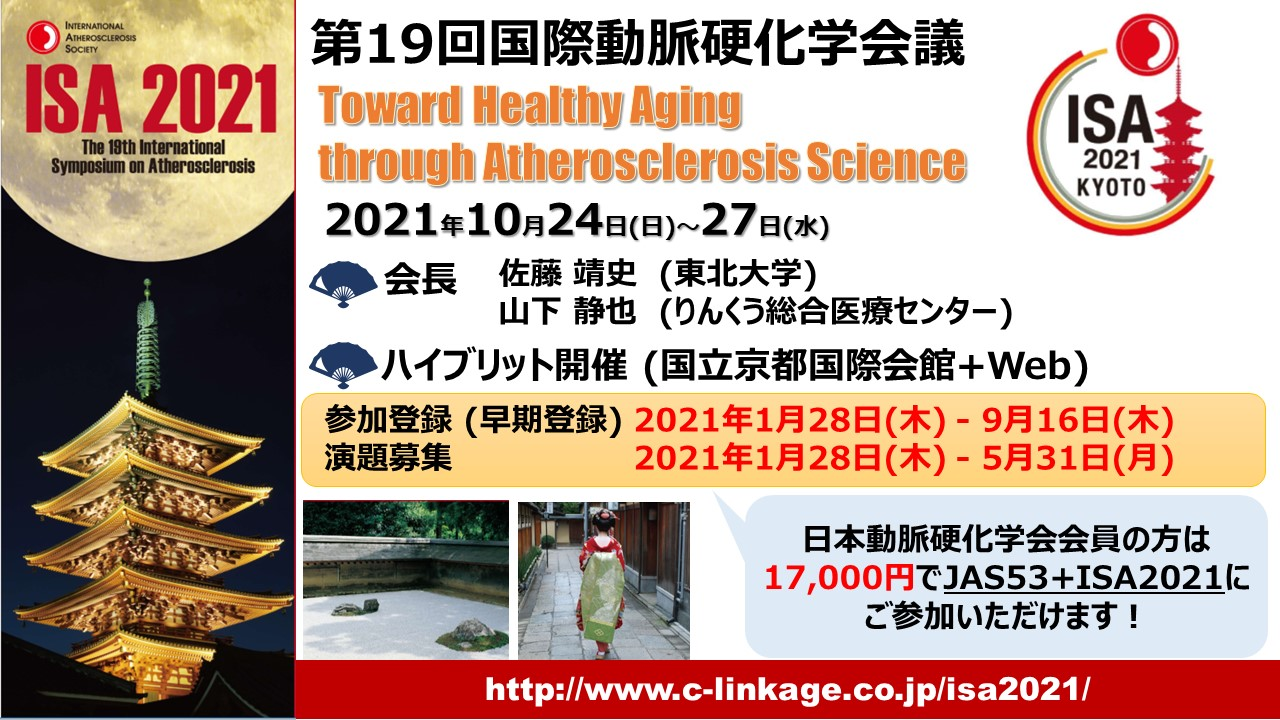 INTERNATIONAL
ATHEROSCLEROSIS
SOCIETY
ISA 2021
The 19th International
Symposium on Atherosclerosis
第19回国際動脈硬化学会議
Toward Healthy Aging
through Atherosclerosis Science
2021年10月24日(日)～27日(水)
ISA
2021
KYOTO
会長 佐藤 靖史 (東北大学)
山下 静也 (りんくう総合医療センター)
ハイブリット開催 (国立京都国際会館+Web)
参加登録 (早期登録) 2021年1月28日(木) - 9月16日(木)
演題募集 2021年1月28日(木) - 5月31日(月)
日本動脈硬化学会会員の方は
17,000円でJAS53+ISA2021に
ご参加いただけます！
http://www.c-linkage.co.jp/isa2021/